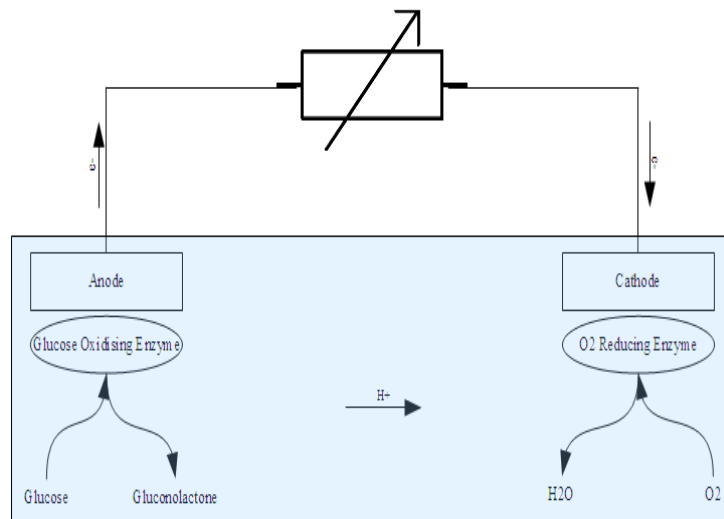 e-
e-
Anode
Cathode
Glucose Oxidising Enzyme
O2 Reducing Enzyme
H+
Glucose
Gluconolactone
H2O
O2